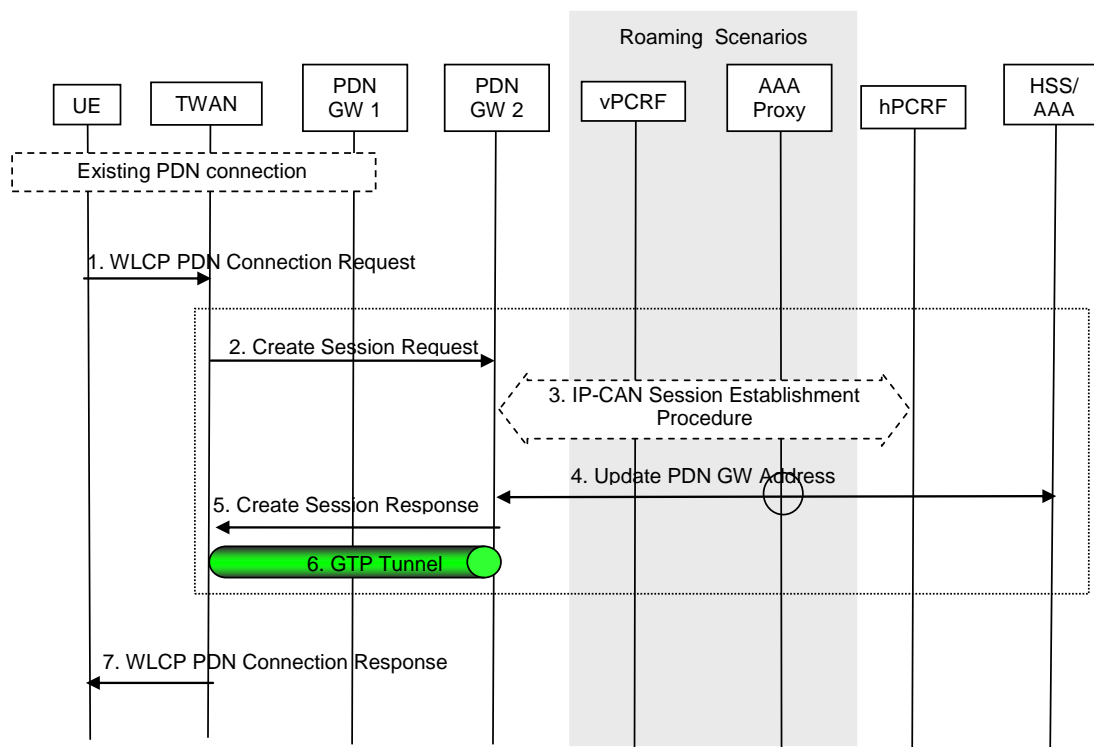 Roaming Scenarios
UE
TWAN
PDN
GW 1
PDN
GW 2
vPCRF
AAA
Proxy
hPCRF
HSS/
AAA
Existing PDN connection
1. WLCP PDN Connection Request
2. Create Session Request
3. IP-CAN Session Establishment
Procedure
4. Update PDN GW Address
5. Create Session Response
6. GTP Tunnel
7. WLCP PDN Connection Response